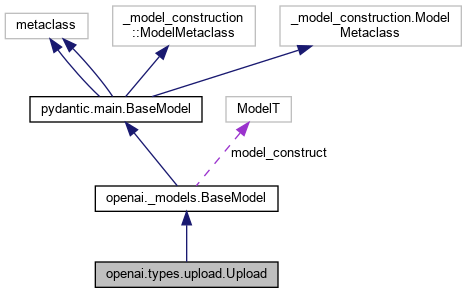 metaclass
_model_construction
::ModelMetaclass
_model_construction.Model
Metaclass
pydantic.main.BaseModel
ModelT
model_construct
openai._models.BaseModel
openai.types.upload.Upload